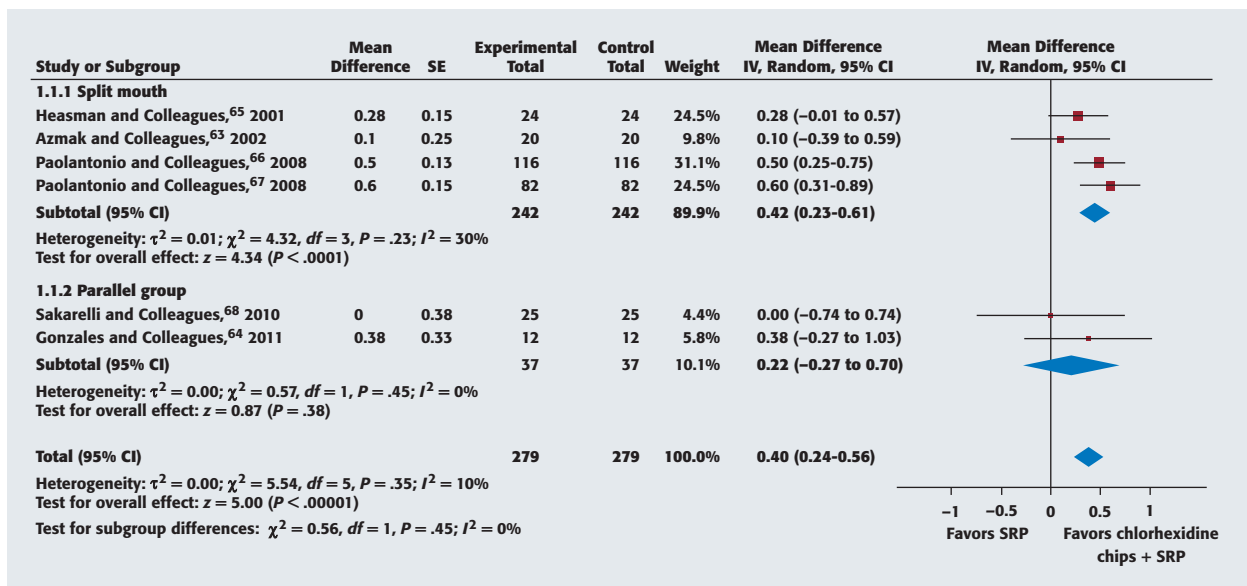 Study or Subgroup Mean Difference SE Experimental Total Control Total Weight Mean Difference IV, Random, 95% CI Mean Difference IV, Random, 95% CI
1.1.1 Split mouth
Heasman and Colleagues,65 2001 0.28 0.15 24 24 24.5% 0.28 (−0.01 to 0.57)
Azmak and Colleagues,63 2002 0.1 0.25 20 20 9.8% 0.10 (−0.39 to 0.59)
Paolantonio and Colleagues,66 2008 0.5 0.13 116 116 31.1% 0.50 (0.25-0.75)
Paolantonio and Colleagues,67 2008 0.6 0.15 82 82 24.5% 0.60 (0.31-0.89)
Subtotal (95% CI) 242 242 89.9% 0.42 (0.23-0.61)
Heterogeneity: τ2 = 0.01; χ2 = 4.32, df = 3, P = .23; I2 = 30%
Test for overall effect: z = 4.34 (P < .0001)
1.1.2 Parallel group
Sakarelli and Colleagues,68 2010 0 0.38 25 25 4.4% 0.00 (−0.74 to 0.74)
Gonzales and Colleagues,64 2011 0.38 0.33 12 12 5.8% 0.38 (−0.27 to 1.03)
Subtotal (95% CI) 37 37 10.1% 0.22 (−0.27 to 0.70)
Heterogeneity: τ2 = 0.00; χ2 = 0.57, df = 1, P = .45; I2 = 0%
Test for overall effect: z = 0.87 (P = .38)
Total (95% CI) 279 279 100.0% 0.40 (0.24-0.56)
Heterogeneity: τ2 = 0.00; χ2 = 5.54, df = 5, P = .35; I2 = 10%
Test for overall effect: z = 5.00 (P < .00001)
Test for subgroup differences: χ2 = 0.56, df = 1, P = .45; I2 = 0%
−1 −0.5 0 0.5 1
Favors SRP Favors chlorhexidine
chips + SRP